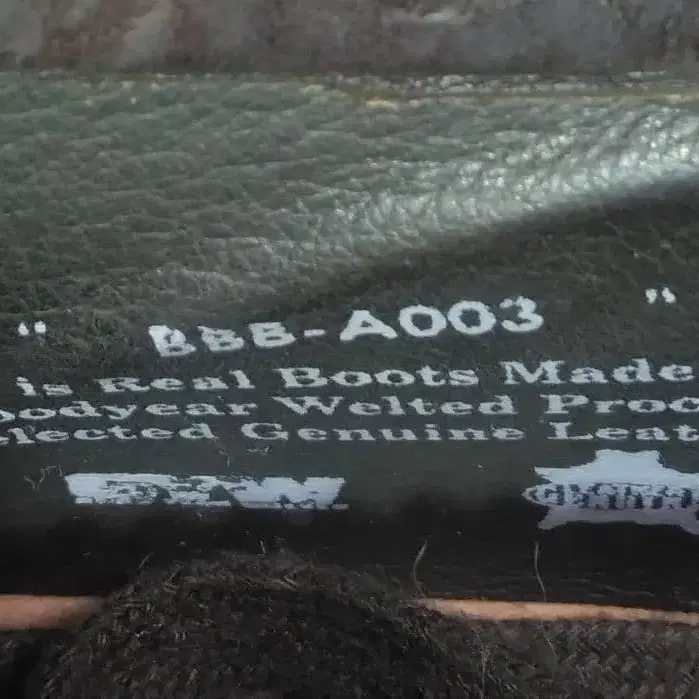 " BBB-A003 "
is Real Boots Made
oodyear Welted Proc
lected Genuine Leat